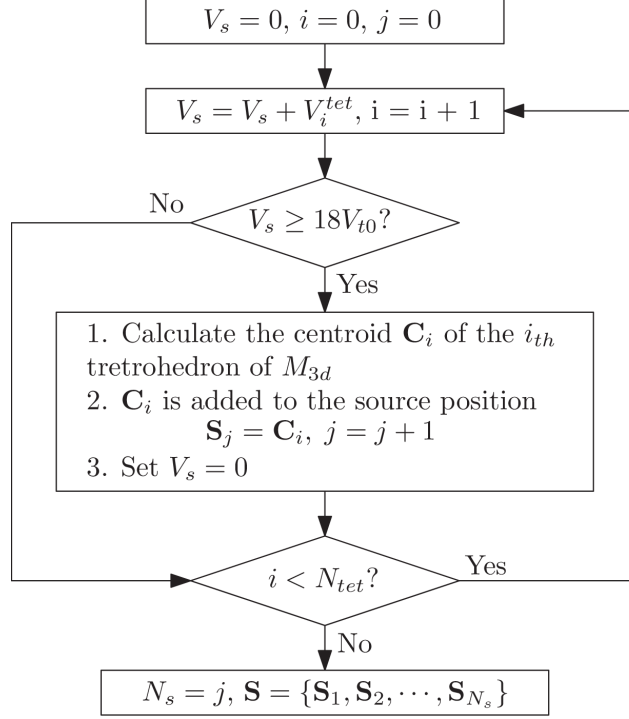 V_s = 0, i = 0, j = 0
V_s = V_s + V_i^{tet}, i = i + 1
No
V_s ≥ 18V_{t0}?
Yes
1. Calculate the centroid C_i of the i_{th}
tretrohedron of M_{3d}
2. C_i is added to the source position
S_j = C_i, j = j + 1
3. Set V_s = 0
i < N_{tet}?
Yes
No
N_s = j, S = {S_1, S_2, ⋯, S_{N_s}}